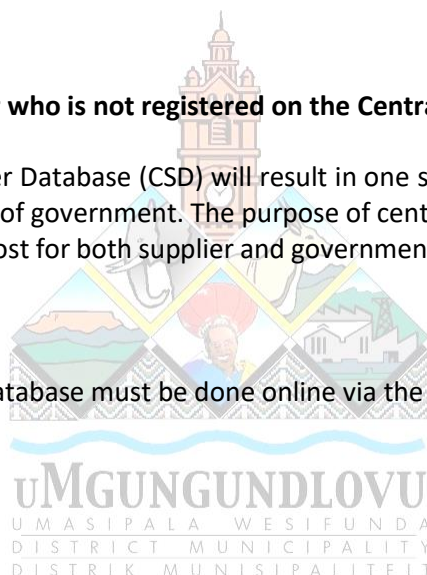 who is not registered on the Centra
er Database (CSD) will result in one s
of government. The purpose of cent
ost for both supplier and governmen
atabase must be done online via the
UMGUNGUNDLOVU
UMASIPALA WESIFUNDA
DISTRICT MUNICIPALITY
DISTRIK MUNISIPALITEIT